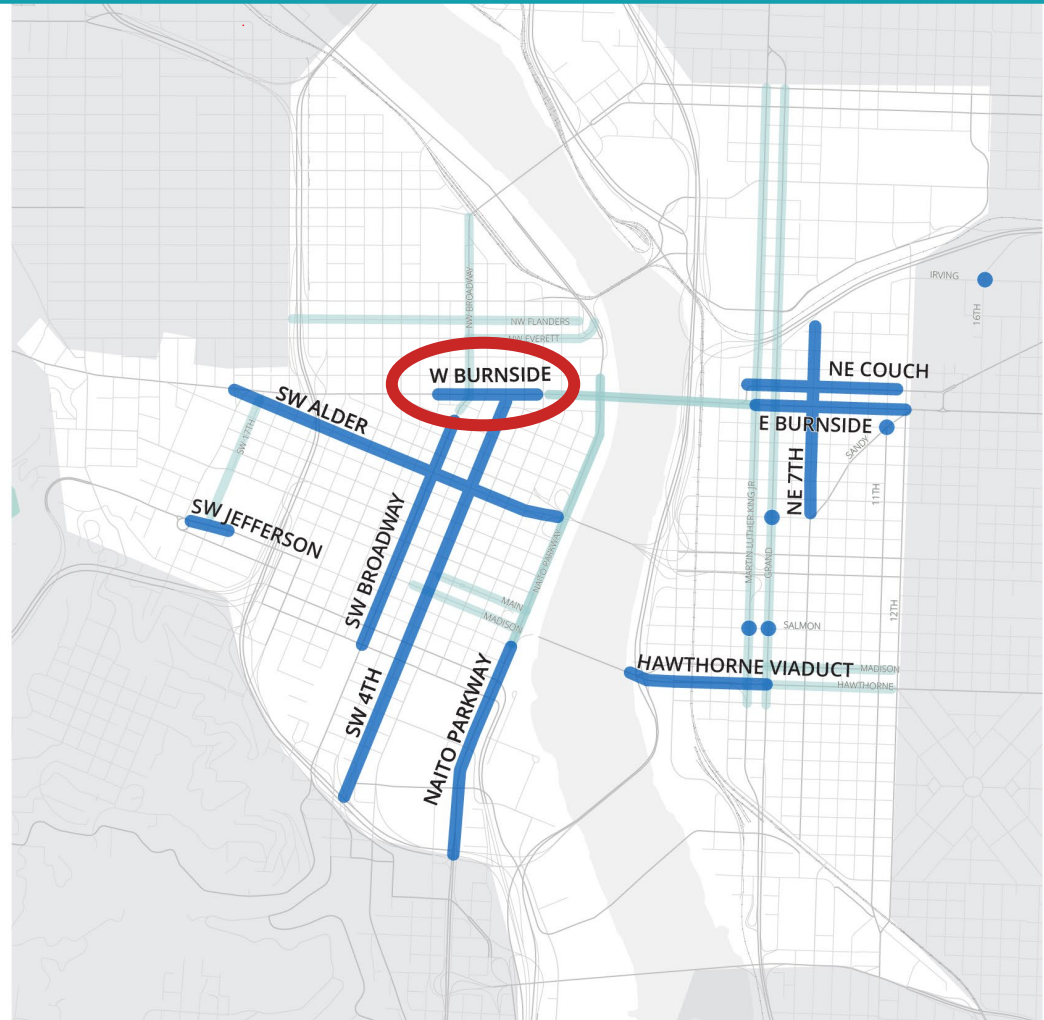 NW BROADWAY
NW FLANDERS
NW EVERETT
W BURNSIDE
IRVING
16TH
NE COUCH
E BURNSIDE
SANDY
NE 7TH
11TH
SW ALDER
SW 17TH
SW JEFFERSON
SW BROADWAY
NAITO PARKWAY
MARTIN LUTHER KING JR
GRAND
MAIN
MADISON
SALMON
12TH
SW 4TH
NAITO PARKWAY
HAWTHORNE VIADUCT
MADISON
HAWTHORNE